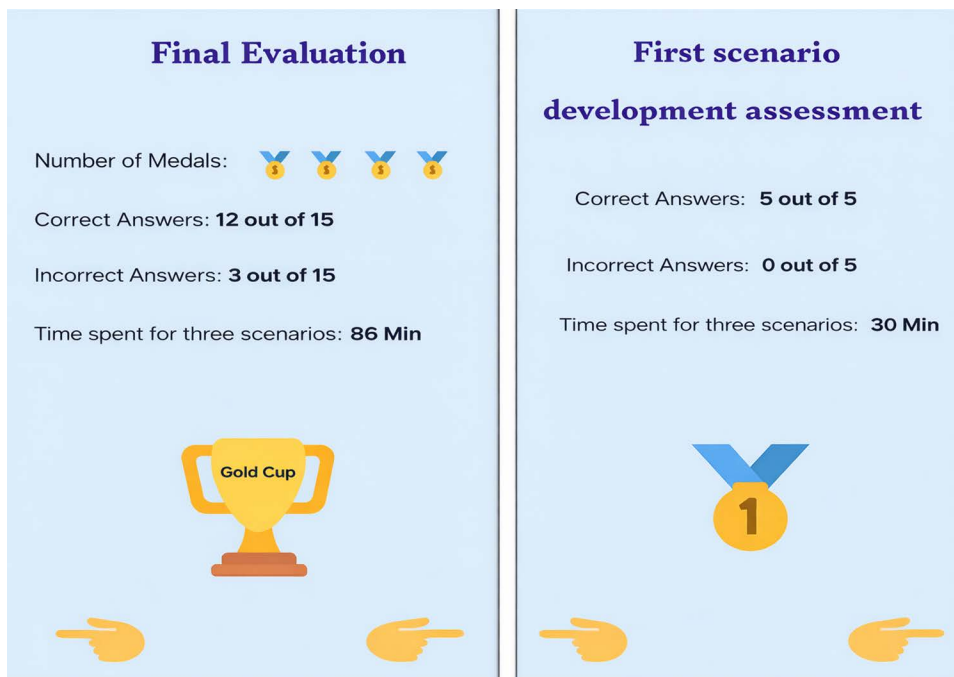 Final Evaluation
Number of Medals:
Correct Answers: 12 out of 15
Incorrect Answers: 3 out of 15
Time spent for three scenarios: 86 Min
Gold Cup
First scenario
development assessment
Correct Answers: 5 out of 5
Incorrect Answers: 0 out of 5
Time spent for three scenarios: 30 Min
1